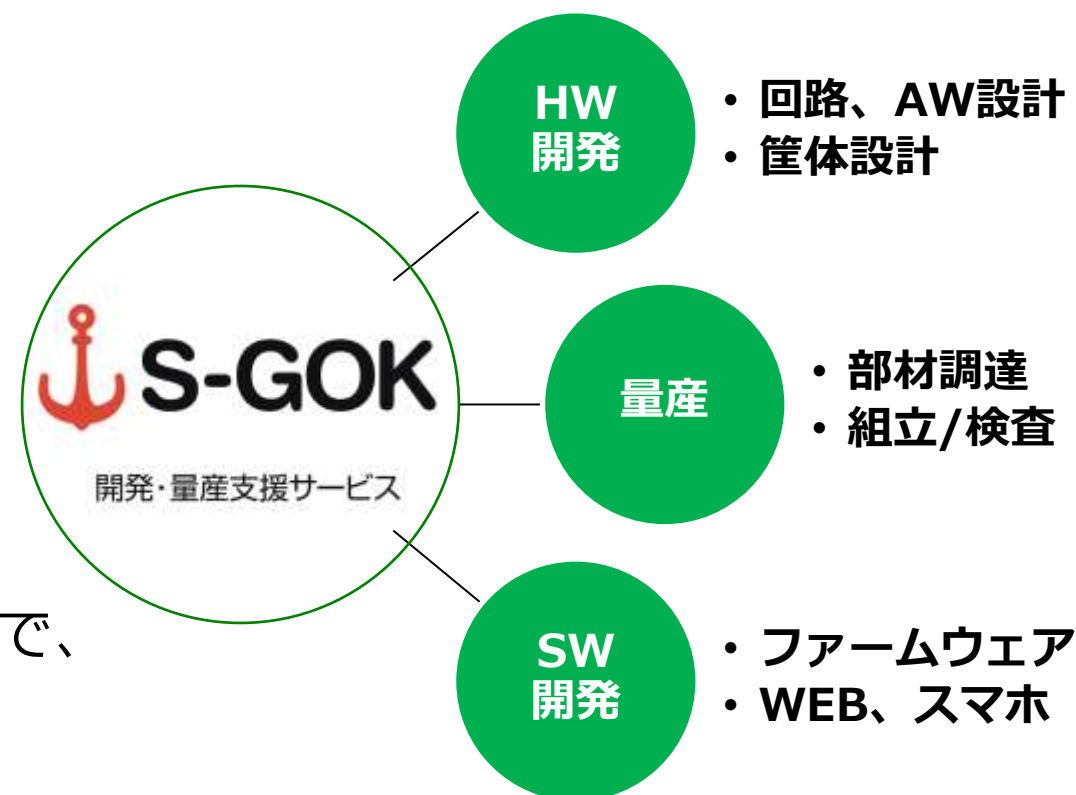 HW
開発
• 回路、AW設計
• 筐体設計
S-GOK
開発・量産支援サービス
量産
• 部材調達
• 組立/検査
で、
SW
開発
• ファームウェア
• WEB、スマホ